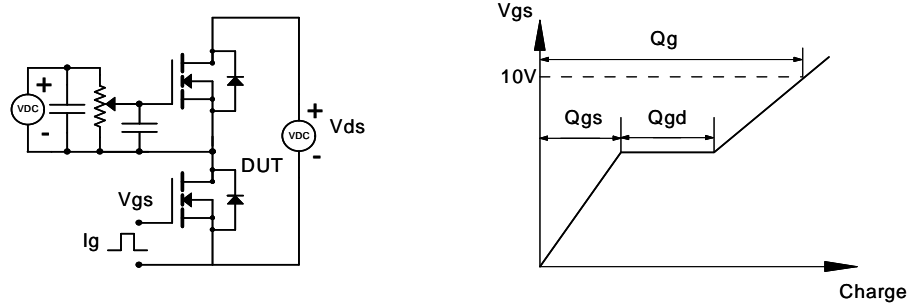 +
VDC
-
Vgs
Ig
DUT
+
VDC
-
Vds
Vgs
Qg
10V
Qgs
Qgd
Charge